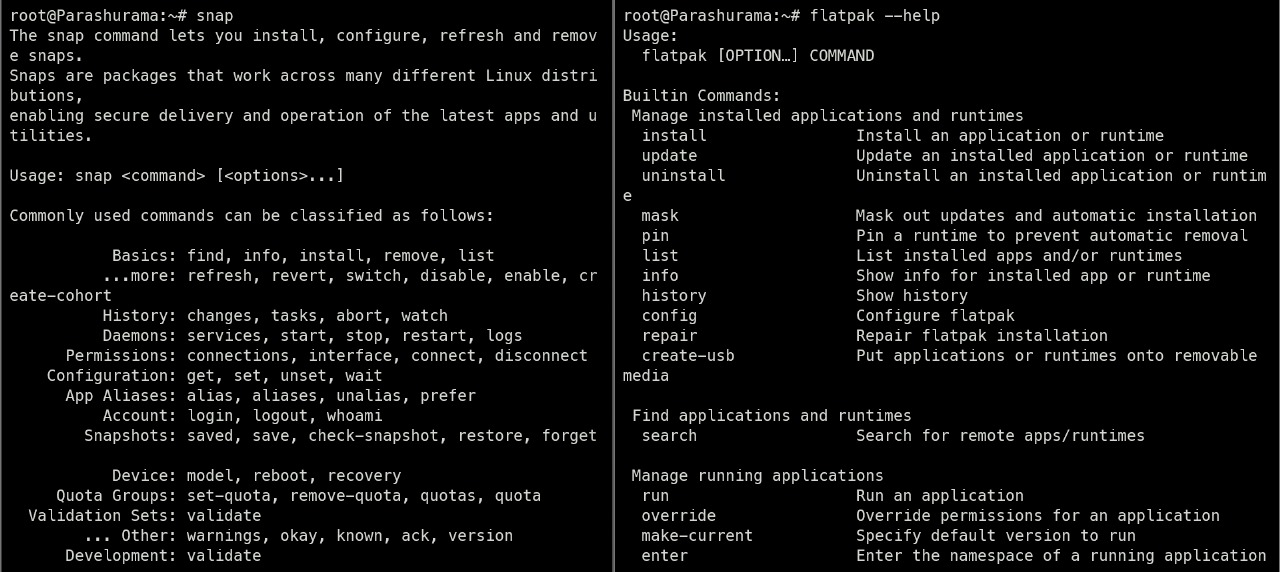 root@Parashurama:~# snap
The snap command lets you install, configure, refresh and remov
e snaps.
Snaps are packages that work across many different Linux distri
butions,
enabling secure delivery and operation of the latest apps and u
tilities.
Usage: snap <command> [<options>...]
Commonly used commands can be classified as follows:
Basics: find, info, install, remove, list
...more: refresh, revert, switch, disable, enable, cr
eate-cohort
History: changes, tasks, abort, watch
Daemons: services, start, stop, restart, logs
Permissions: connections, interface, connect, disconnect
Configuration: get, set, unset, wait
App Aliases: alias, aliases, unalias, prefer
Account: login, logout, whoami
Snapshots: saved, save, check-snapshot, restore, forget
Device: model, reboot, recovery
Quota Groups: set-quota, remove-quota, quotas, quota
Validation Sets: validate
... Other: warnings, okay, known, ack, version
Development: validate
root@Parashurama:~# flatpak --help
Usage:
flatpak [OPTION…] COMMAND
Builtin Commands:
Manage installed applications and runtimes
install Install an application or runtime
update Update an installed application or runtime
uninstall Uninstall an installed application or runtim
e
mask Mask out updates and automatic installation
pin Pin a runtime to prevent automatic removal
list List installed apps and/or runtimes
info Show info for installed app or runtime
history Show history
config Configure flatpak
repair Repair flatpak installation
create-usb Put applications or runtimes onto removable
media
Find applications and runtimes
search Search for remote apps/runtimes
Manage running applications
run Run an application
override Override permissions for an application
make-current Specify default version to run
enter Enter the namespace of a running application